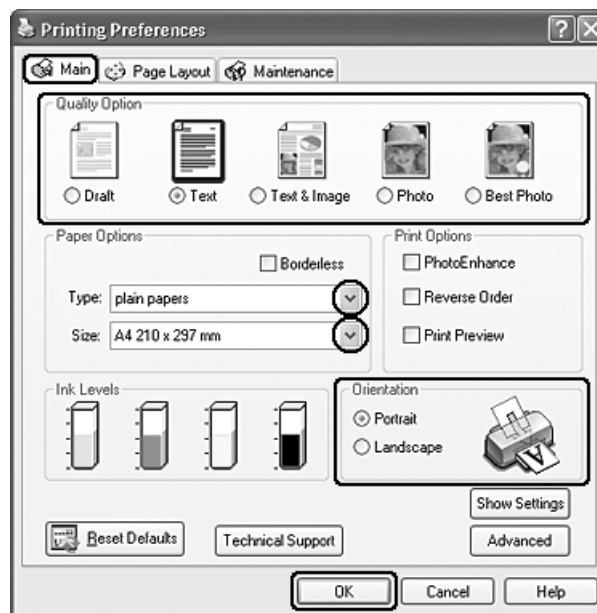 Printing Preferences
Main Page Layout Maintenance
Quality Option
Draft Text Text & Image Photo Best Photo
Paper Options
Borderless
Type: plain papers
Size: A4 210 x 297 mm
Print Options
PhotoEnhance
Reverse Order
Print Preview
Ink Levels
Orientation
Portrait
Landscape
A
Show Settings
Reset Defaults Technical Support Advanced
OK Cancel Help